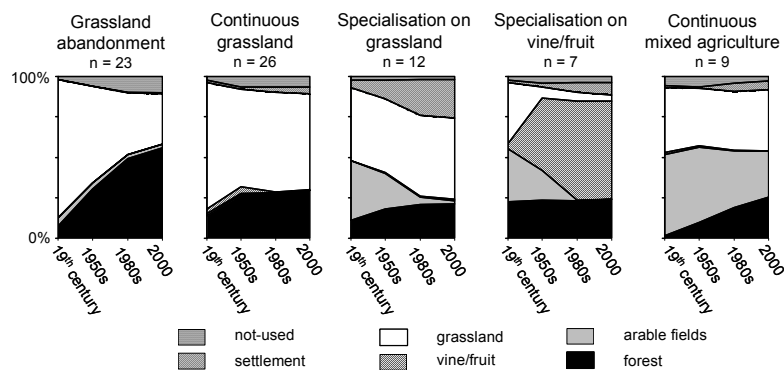 Grassland abandonment
n = 23
Continuous grassland
n = 26
Specialisation on grassland
n = 12
Specialisation on vine/fruit
n = 7
Continuous mixed agriculture
n = 9
100%
0%
19th century
1950s
1980s
2000
19th century
1950s
1980s
2000
19th century
1950s
1980s
2000
19th century
1950s
1980s
2000
19th century
1950s
1980s
2000
not-used
grassland
arable fields
settlement
vine/fruit
forest